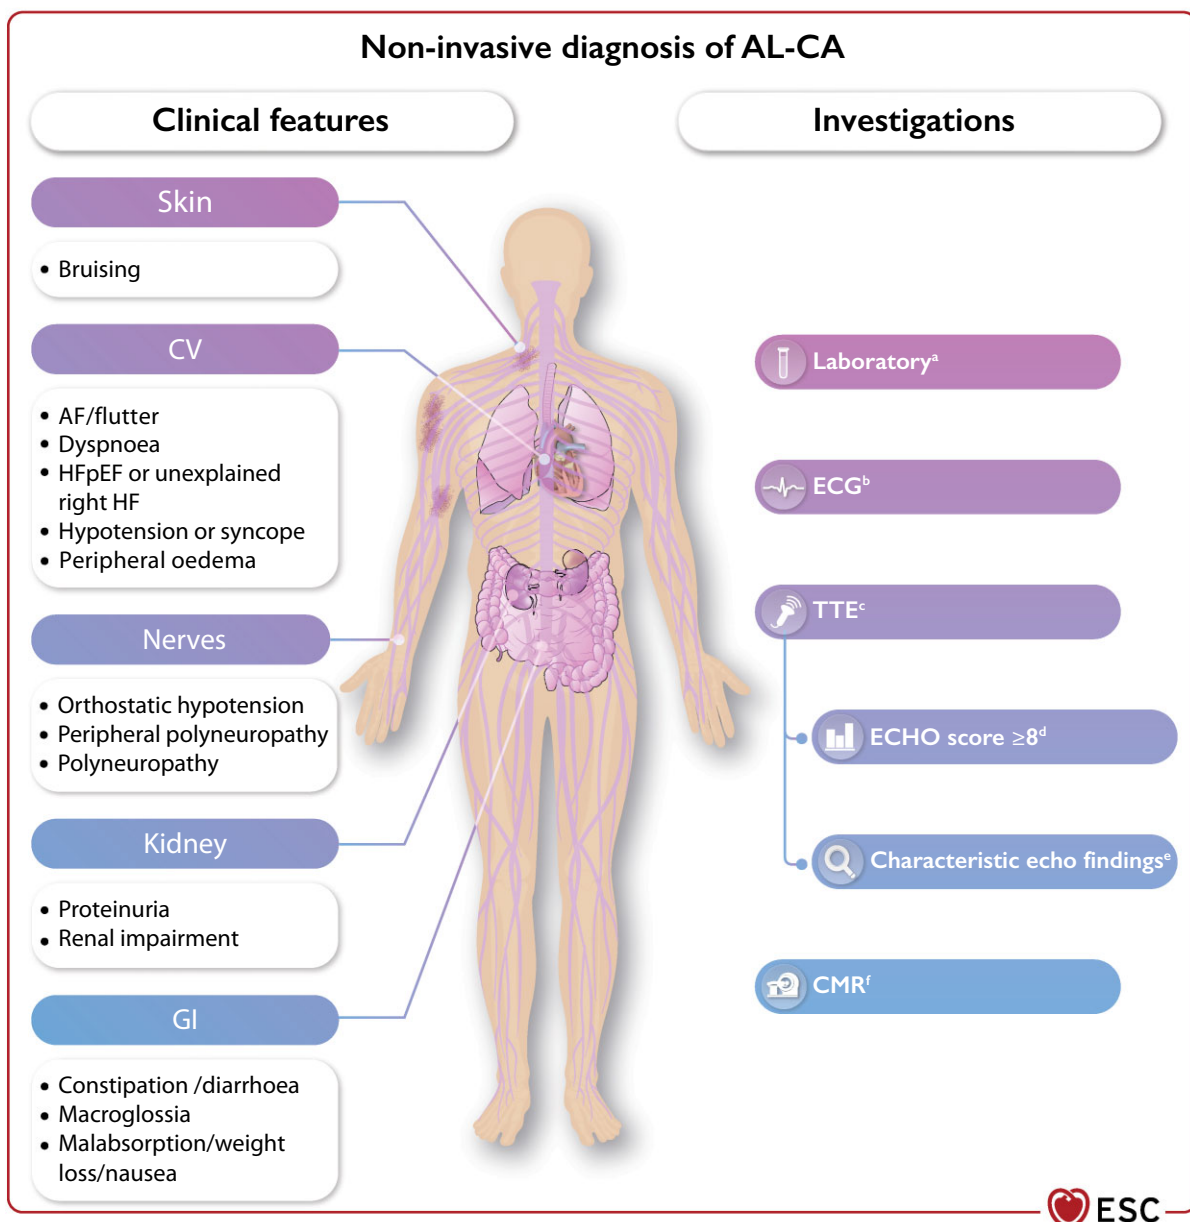 Non-invasive diagnosis of AL-CA
Clinical features
Skin
• Bruising
CV
• AF/flutter
• Dyspnoea
• HFpEF or unexplained
right HF
• Hypotension or syncope
• Peripheral oedema
Nerves
• Orthostatic hypotension
• Peripheral polyneuropathy
• Polyneuropathy
Kidney
• Proteinuria
• Renal impairment
GI
• Constipation /diarrhoea
• Macroglossia
• Malabsorption/weight
loss/nausea
Investigations
Laboratoryᵃ
ECGᵇ
TTEᶜ
ECHO score ≥8ᵈ
Characteristic echo findingsᵉ
CMRᶠ
ESC